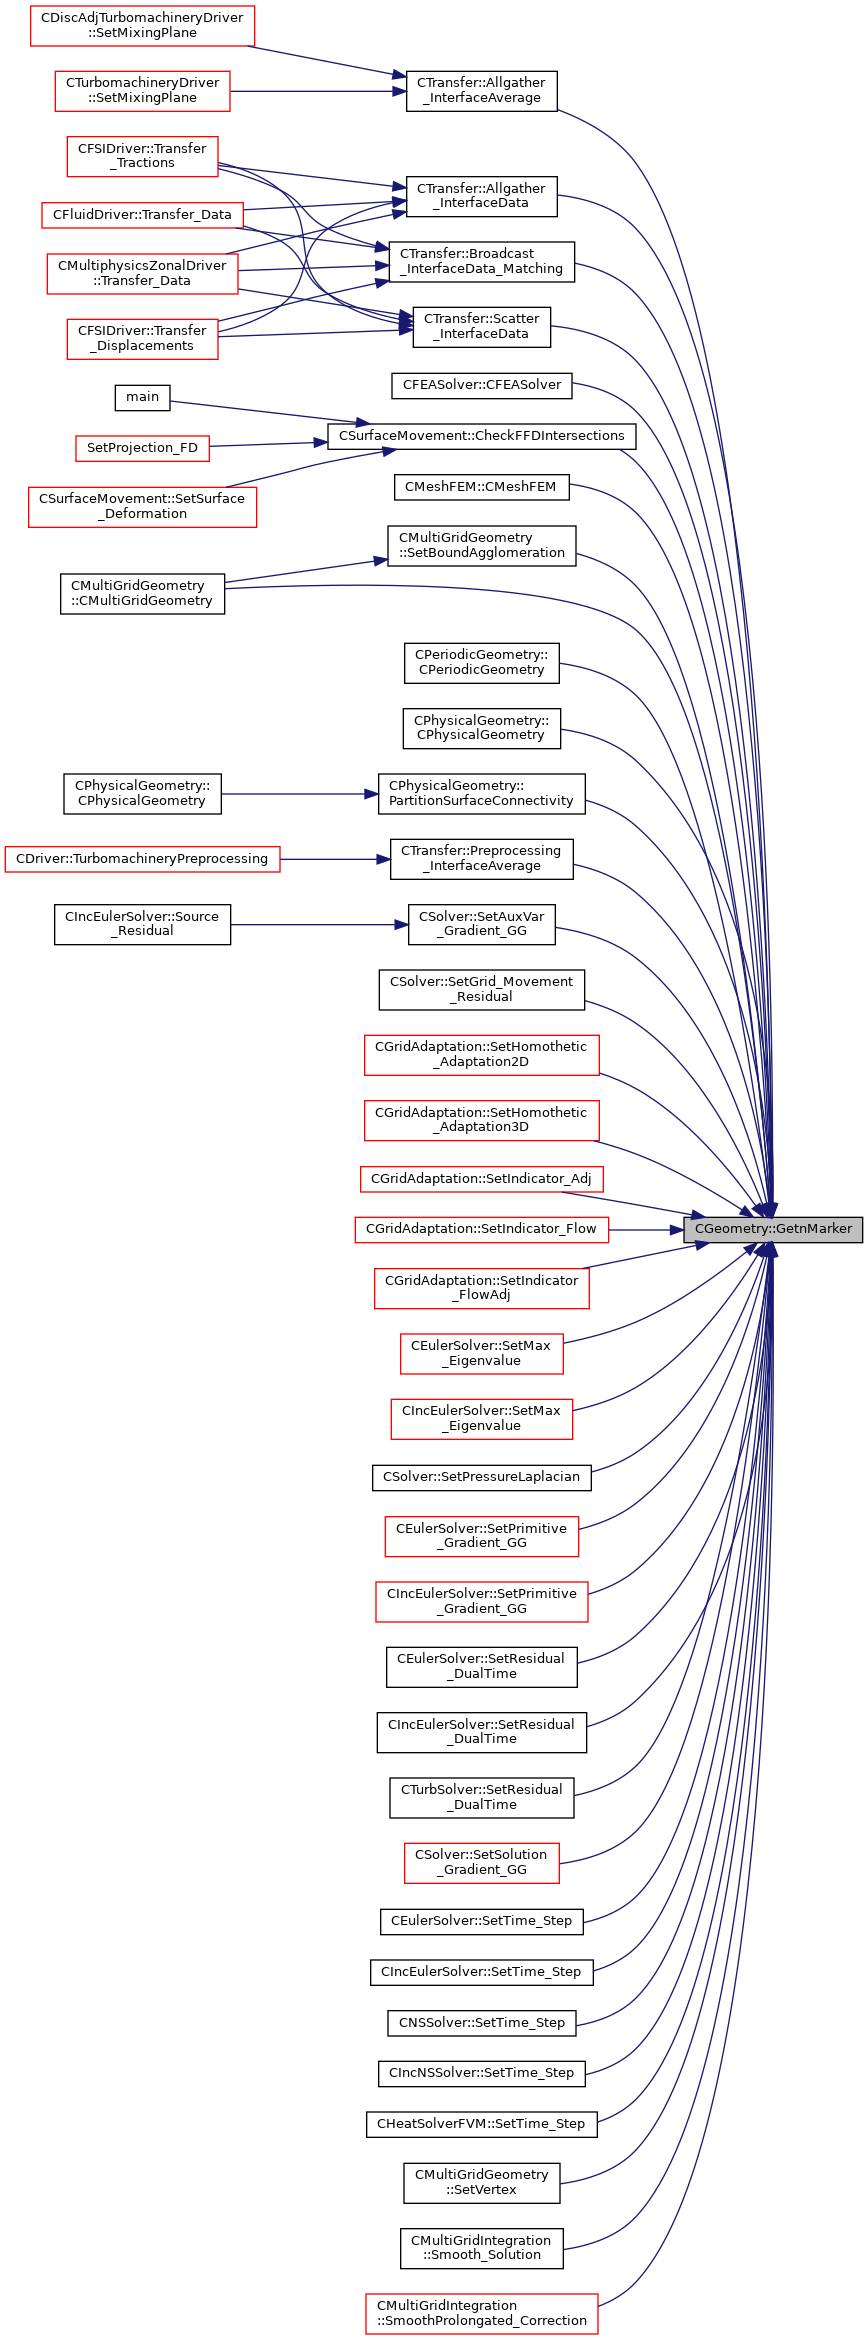 CDiscAdjTurbomachineryDriver
::SetMixingPlane
CTurbomachineryDriver
::SetMixingPlane
CTransfer::Allgather
_InterfaceAverage
CFSIDriver::Transfer
_Tractions
CTransfer::Allgather
_InterfaceData
CFluidDriver::Transfer_Data
CTransfer::Broadcast
_InterfaceData_Matching
CMultiphysicsZonalDriver
::Transfer_Data
CTransfer::Scatter
_InterfaceData
CFSIDriver::Transfer
_Displacements
CFEASolver::CFEASolver
main
CSurfaceMovement::CheckFFDIntersections
SetProjection_FD
CMeshFEM::CMeshFEM
CSurfaceMovement::SetSurface
_Deformation
CMultiGridGeometry
::SetBoundAgglomeration
CMultiGridGeometry
::CMultiGridGeometry
CPeriodicGeometry::
CPeriodicGeometry
CPhysicalGeometry::
CPhysicalGeometry
CPhysicalGeometry::
CPhysicalGeometry
CPhysicalGeometry::
PartitionSurfaceConnectivity
CDriver::TurbomachineryPreprocessing
CTransfer::Preprocessing
_InterfaceAverage
CIncEulerSolver::Source
_Residual
CSolver::SetAuxVar
_Gradient_GG
CSolver::SetGrid_Movement
_Residual
CGridAdaptation::SetHomothetic
_Adaptation2D
CGridAdaptation::SetHomothetic
_Adaptation3D
CGridAdaptation::SetIndicator_Adj
CGridAdaptation::SetIndicator_Flow
CGeometry::GetnMarker
CGridAdaptation::SetIndicator
_FlowAdj
CEulerSolver::SetMax
_Eigenvalue
CIncEulerSolver::SetMax
_Eigenvalue
CSolver::SetPressureLaplacian
CEulerSolver::SetPrimitive
_Gradient_GG
CIncEulerSolver::SetPrimitive
_Gradient_GG
CEulerSolver::SetResidual
_DualTime
CIncEulerSolver::SetResidual
_DualTime
CTurbSolver::SetResidual
_DualTime
CSolver::SetSolution
_Gradient_GG
CEulerSolver::SetTime_Step
CIncEulerSolver::SetTime_Step
CNSSolver::SetTime_Step
CIncNSSolver::SetTime_Step
CHeatSolverFVM::SetTime_Step
CMultiGridGeometry
::SetVertex
CMultiGridIntegration
::Smooth_Solution
CMultiGridIntegration
::SmoothProlongated_Correction